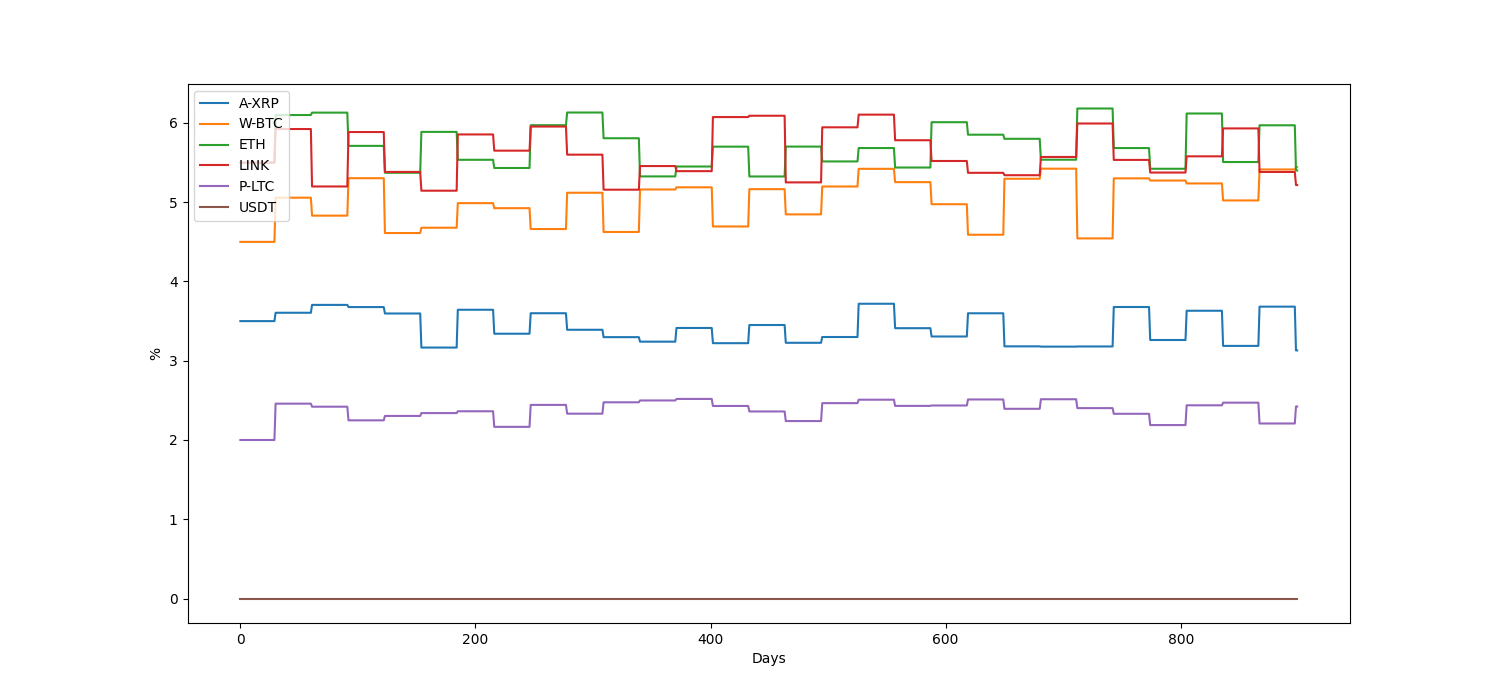 A-XRP
W-BTC
ETH
LINK
P-LTC
USDT
%
6
5
4
3
2
1
0
0 200 400 600 800
Days